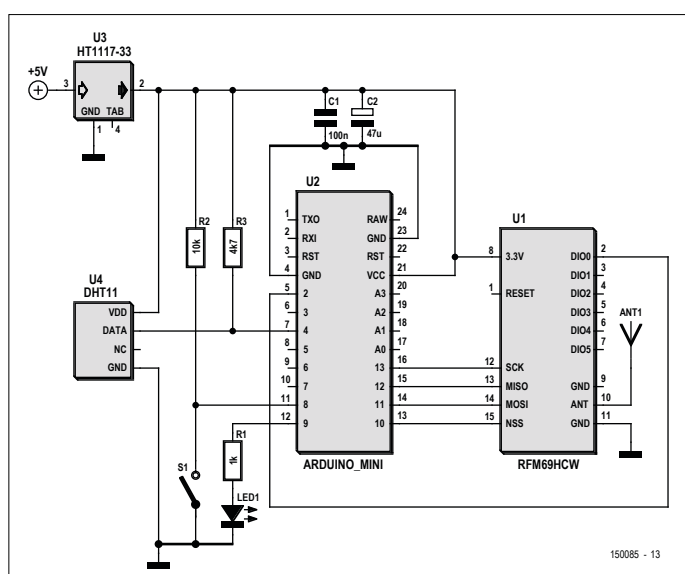 U3
HT1117-33
+5V
3
2
GND TAB
1
4
C1
100n
C2
47u
R2
10k
R3
4k7
U4
DHT11
VDD
DATA
NC
GND
U2
1 TXO
2 RXI
3 RST
4 GND
5 2
6 3
7 4
8 5
9 6
10 7
11 8
12 9
RAW 24
GND 23
RST 22
VCC 21
A3 20
A2 19
A1 18
A0 17
13 16
12 15
11 14
10 13
ARDUINO_MINI
U1
8 3.3V
1 RESET
12 SCK
13 MISO
14 MOSI
15 NSS
DIO0 2
DIO1 3
DIO2 4
DIO3 5
DIO4 6
DIO5 7
GND 9
ANT 10
GND 11
RFM69HCW
ANT1
S1
R1
1k
LED1
150085 - 13